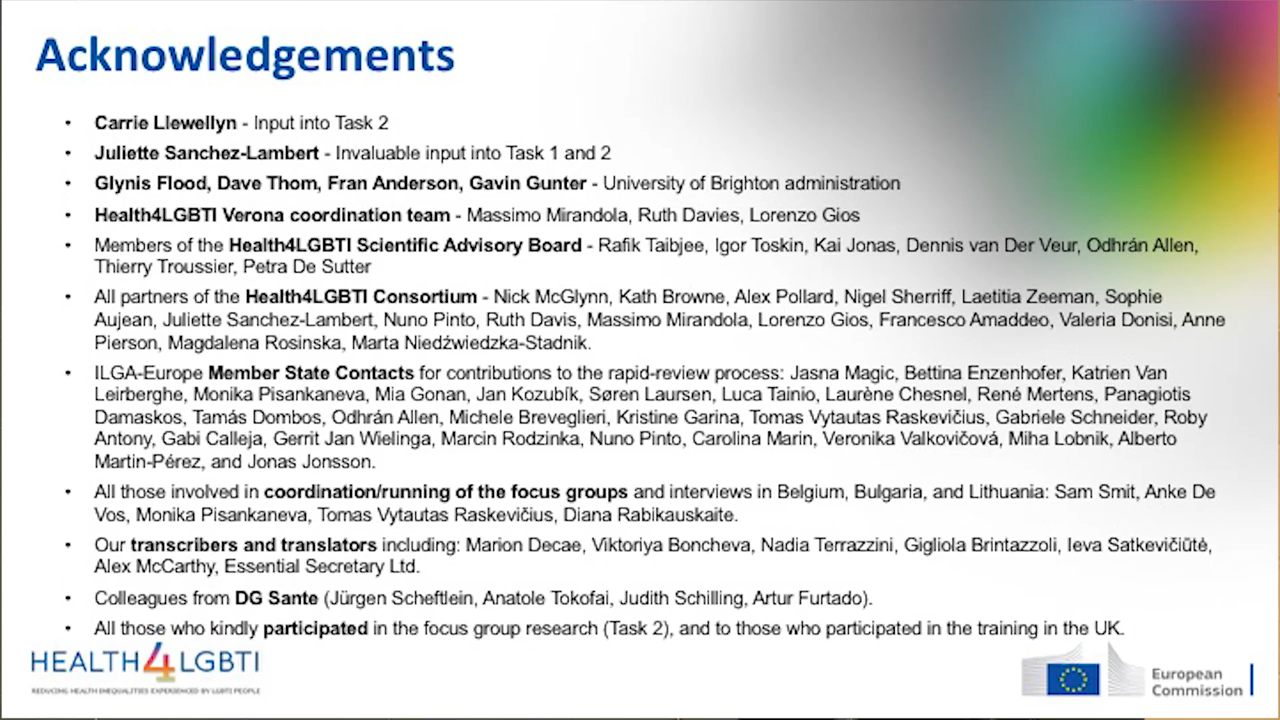 Acknowledgements
• Carrie Llewellyn - Input into Task 2
• Juliette Sanchez-Lambert - Invaluable input into Task 1 and 2
• Glynis Flood, Dave Thom, Fran Anderson, Gavin Gunter - University of Brighton administration
• Health4LGBTI Verona coordination team - Massimo Mirandola, Ruth Davies, Lorenzo Gios
• Members of the Health4LGBTI Scientific Advisory Board - Rafik Taibjee, Igor Toskin, Kai Jonas, Dennis van Der Veur, Odhrán Allen,
Thierry Troussier, Petra De Sutter
• All partners of the Health4LGBTI Consortium - Nick McGlynn, Kath Browne, Alex Pollard, Nigel Sherriff, Laetitia Zeeman, Sophie
Aujean, Juliette Sanchez-Lambert, Nuno Pinto, Ruth Davis, Massimo Mirandola, Lorenzo Gios, Francesco Amaddeo, Valeria Donisi, Anne
Pierson, Magdalena Rosinska, Marta Niedźwiedzka-Stadnik.
• ILGA-Europe Member State Contacts for contributions to the rapid-review process: Jasna Magic, Bettina Enzenhofer, Katrien Van
Leirberghe, Monika Pisankaneva, Mia Gonan, Jan Kozubík, Søren Laursen, Luca Tainio, Laurène Chesnel, René Mertens, Panagiotis
Damaskos, Tamás Dombos, Odhrán Allen, Michele Breveglieri, Kristine Garina, Tomas Vytautas Raskevičius, Gabriele Schneider, Roby
Antony, Gabi Calleja, Gerrit Jan Wielinga, Marcin Rodzinka, Nuno Pinto, Carolina Marin, Veronika Valkovičová, Miha Lobnik, Alberto
Martin-Pérez, and Jonas Jonsson.
• All those involved in coordination/running of the focus groups and interviews in Belgium, Bulgaria, and Lithuania: Sam Smit, Anke De
Vos, Monika Pisankaneva, Tomas Vytautas Raskevičius, Diana Rabikauskaite.
• Our transcribers and translators including: Marion Decae, Viktoriya Boncheva, Nadia Terrazzini, Gigliola Brintazzoli, Ieva Satkevičiūtė,
Alex McCarthy, Essential Secretary Ltd.
• Colleagues from DG Sante (Jürgen Scheftlein, Anatole Tokofai, Judith Schilling, Artur Furtado).
• All those who kindly participated in the focus group research (Task 2), and to those who participated in the training in the UK.
HEALTH4LGBTI
REDUCING HEALTH INEQUALITIES EXPERIENCED BY LGBTI PEOPLE
European
Commission